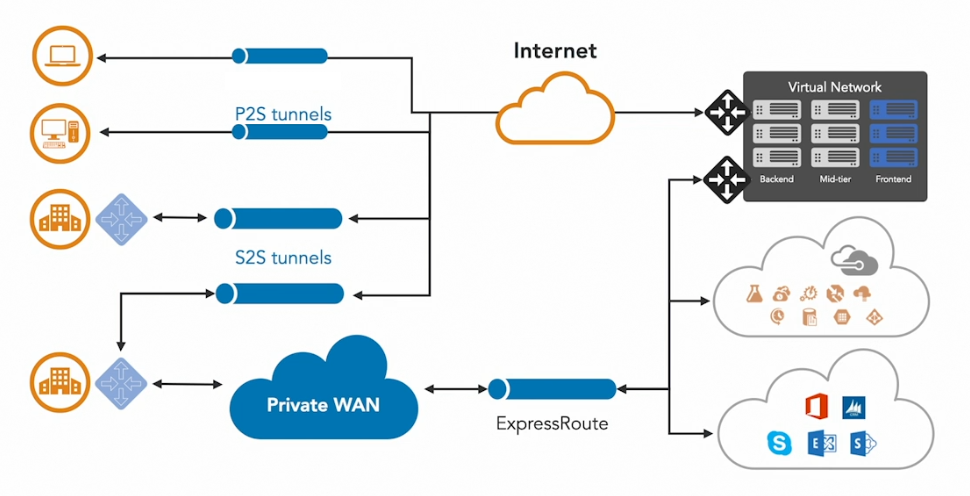 Internet
Virtual Network
P2S tunnels
Backend
Mid-tier
Frontend
S2S tunnels
Private WAN
ExpressRoute